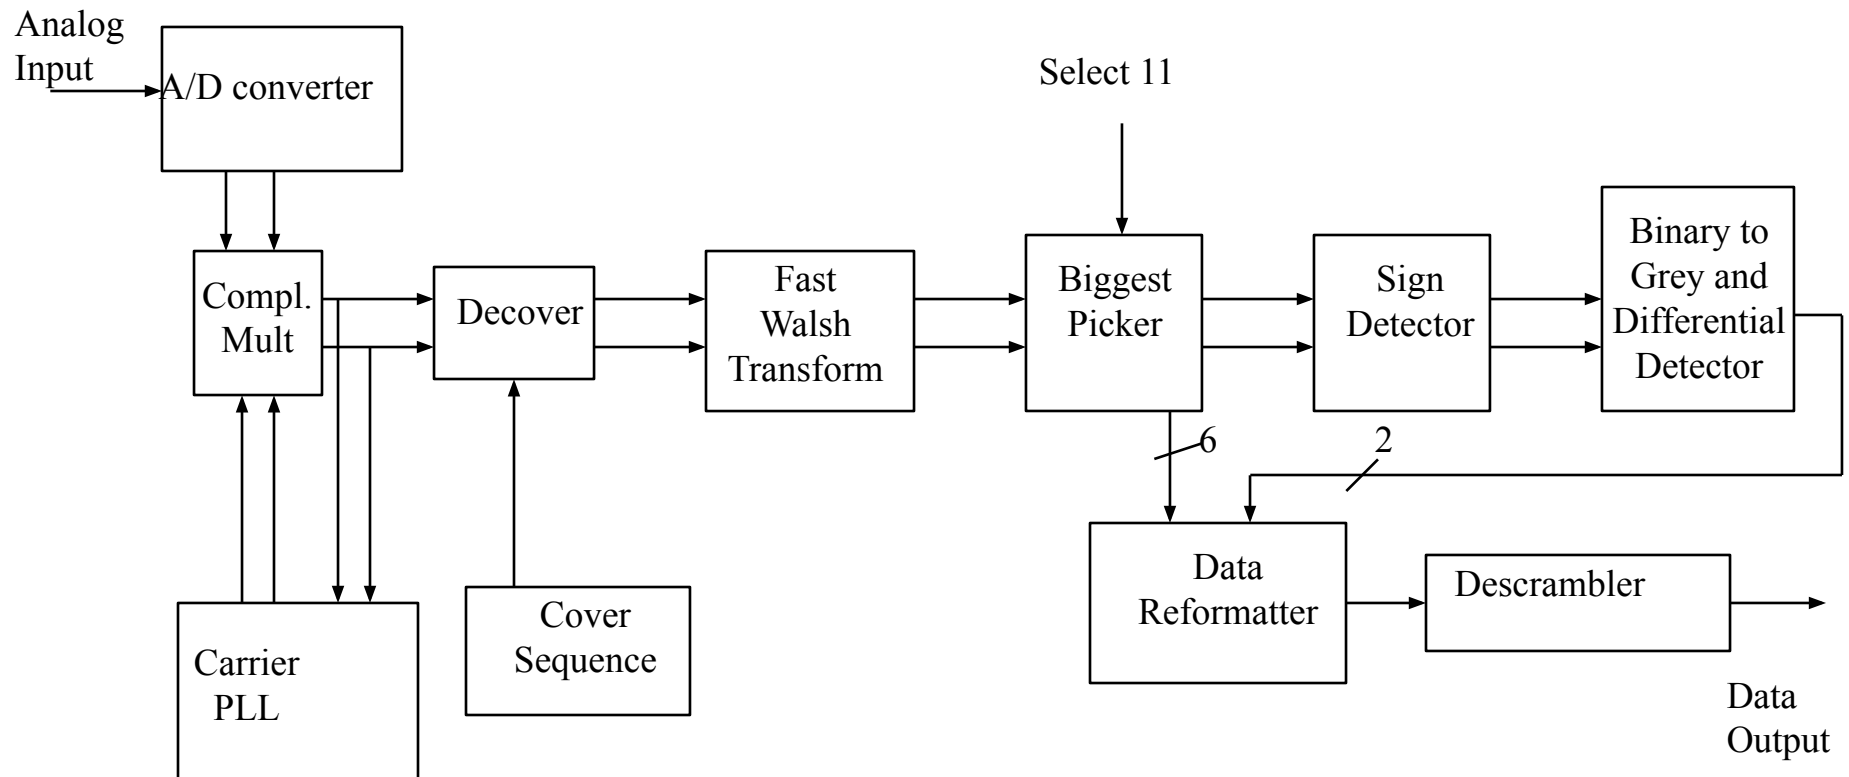 Analog
Input
A/D converter
Select 11
Compl.
Mult
Decover
Fast
Walsh
Transform
Biggest
Picker
Sign
Detector
Binary to
Grey and
Differential
Detector
6
2
Data
Reformatter
Descrambler
Cover
Sequence
Carrier
PLL
Data
Output